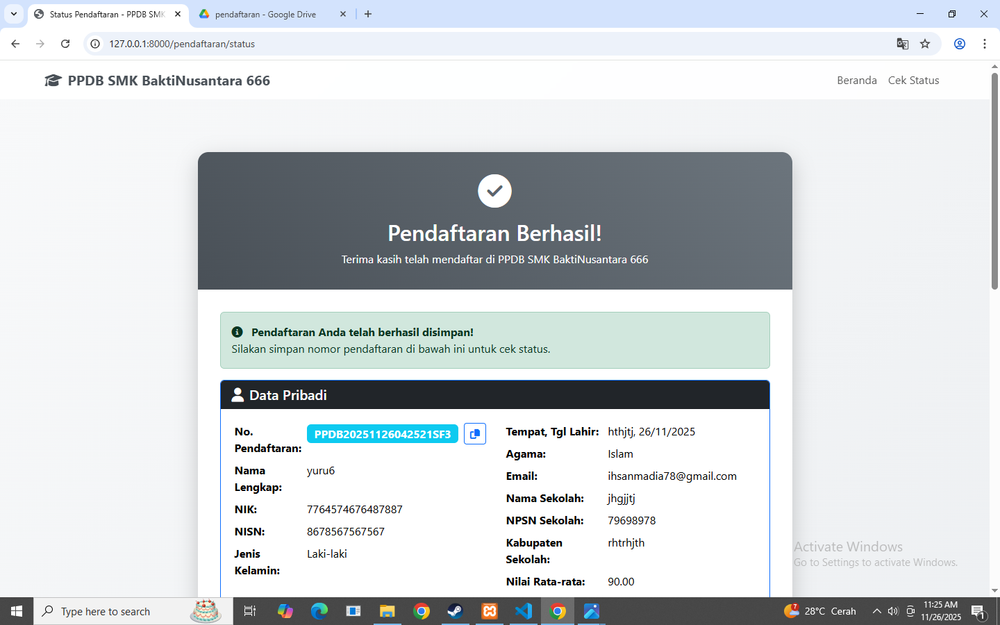 Status Pendaftaran - PPDB SMK
pendaftaran - Google Drive
127.0.0.1:8000/pendaftaran/status
PPDB SMK BaktiNusantara 666
Beranda
Cek Status
Pendaftaran Berhasil!
Terima kasih telah mendaftar di PPDB SMK BaktiNusantara 666
Pendaftaran Anda telah berhasil disimpan!
Silakan simpan nomor pendaftaran di bawah ini untuk cek status.
Data Pribadi
No. Pendaftaran: PPDB20251126042521SF3
Nama Lengkap: yuru6
NIK: 7764574676487887
NISN: 8678567567567
Jenis Kelamin: Laki-laki
Tempat, Tgl Lahir: hthjtj, 26/11/2025
Agama: Islam
Email: ihsanmadia78@gmail.com
Nama Sekolah: jhgjjtj
NPSN Sekolah: 79698978
Kabupaten Sekolah: rhtrhjth
Nilai Rata-rata: 90.00
Activate Windows
Go to Settings to activate Windows.
Type here to search
7
28°C Cerah
11:25 AM
11/26/2025
1